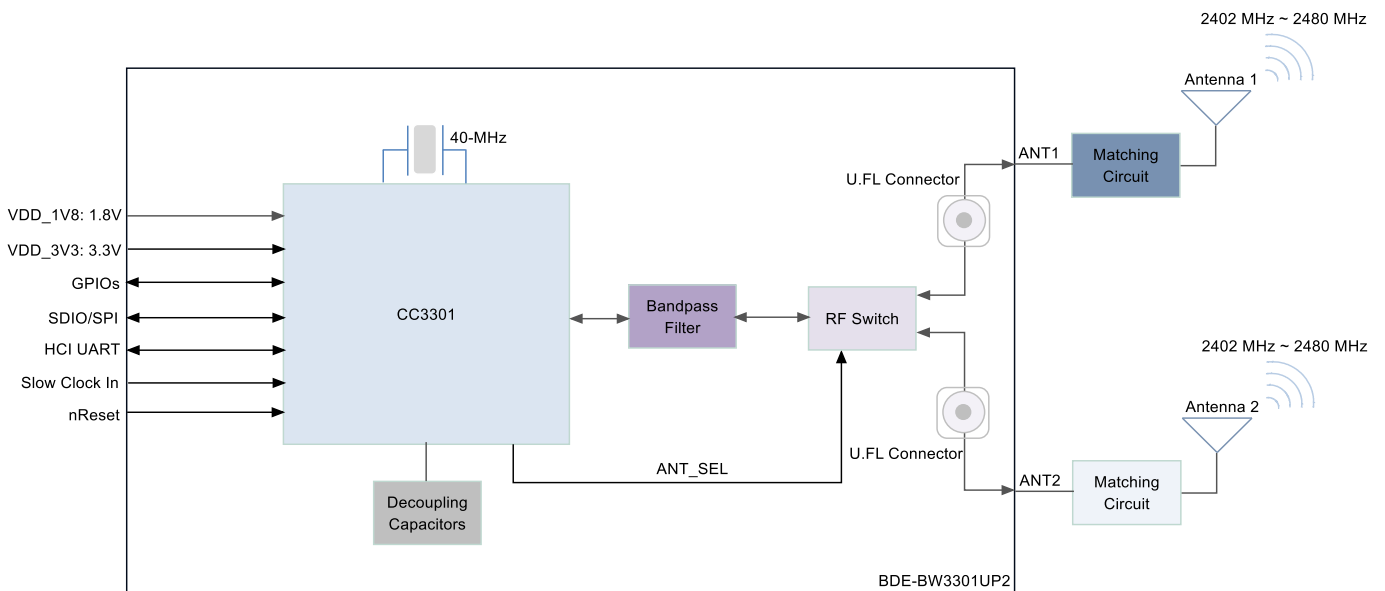 2402 MHz ~ 2480 MHz
Antenna 1
40-MHz
ANT1
Matching
Circuit
U.FL Connector
VDD_1V8: 1.8V
VDD_3V3: 3.3V
GPIOs
SDIO/SPI
HCI UART
Slow Clock In
nReset
CC3301
Bandpass
Filter
RF Switch
2402 MHz ~ 2480 MHz
Antenna 2
U.FL Connector
ANT_SEL
ANT2
Matching
Circuit
Decoupling
Capacitors
BDE-BW3301UP2